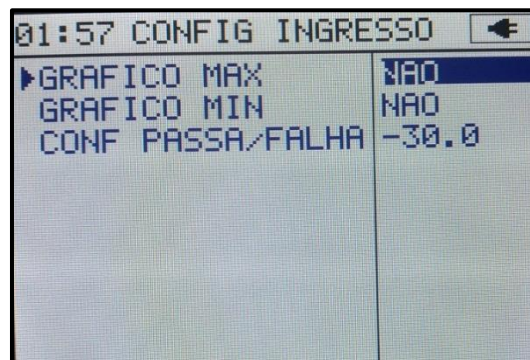 01:57 CONFIG INGRESSO
GRAFICO MAX NAO
GRAFICO MIN NAO
CONF PASSA/FALHA -30.0